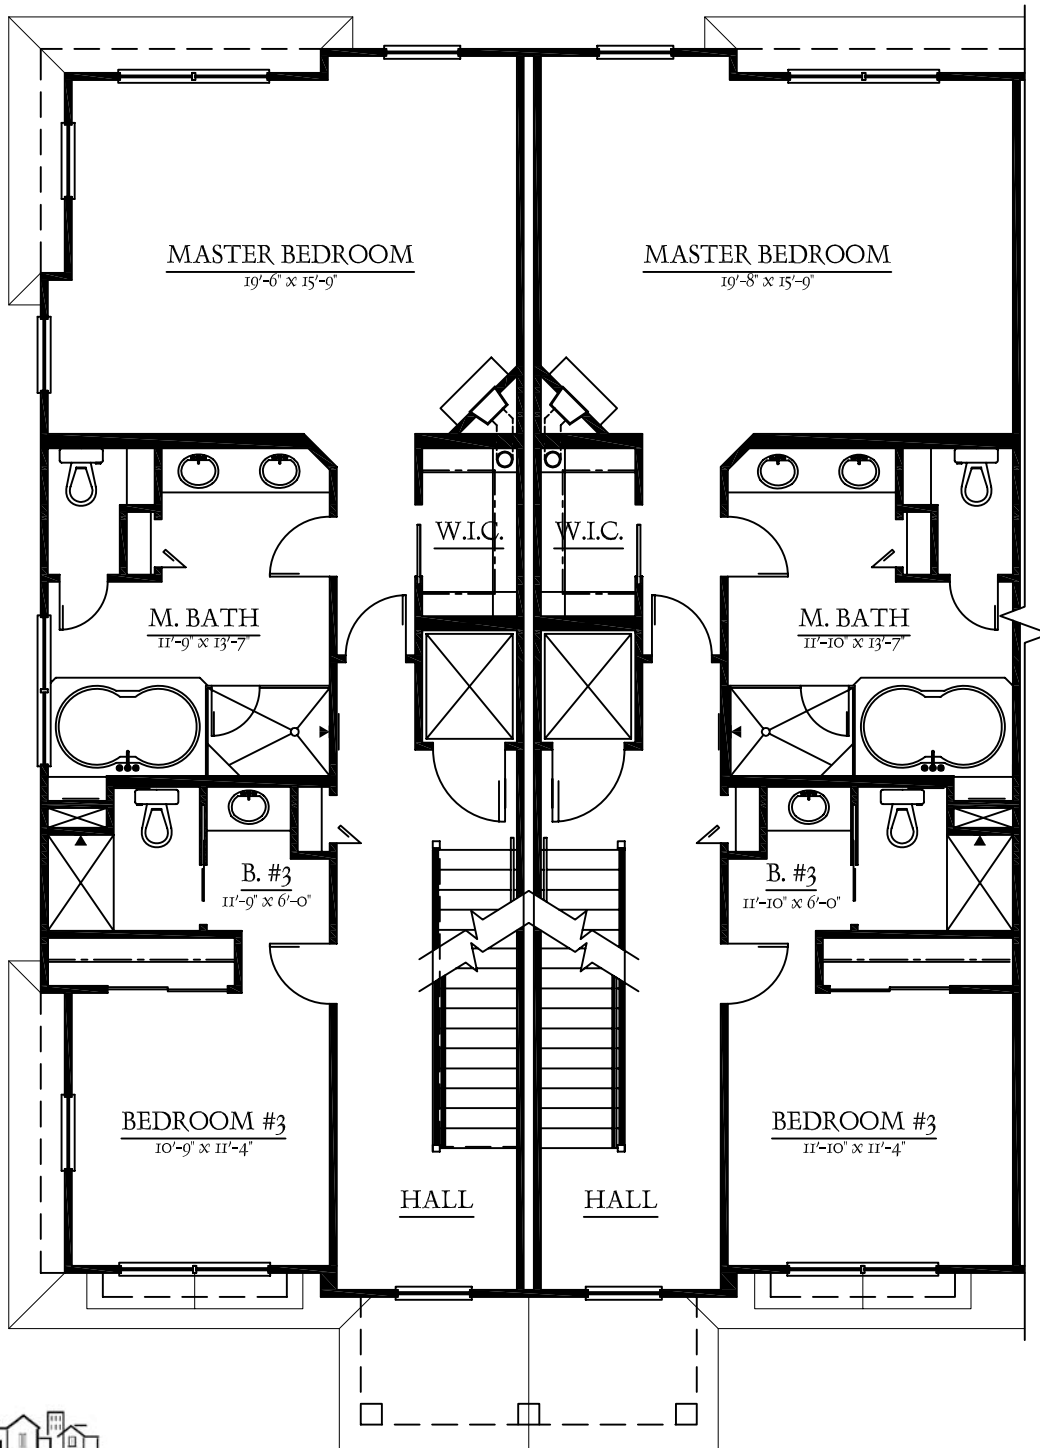 MASTER BEDROOM
19'-6" x 15'-9"
MASTER BEDROOM
19'-8" x 15'-9"
W.I.C.
W.I.C.
M. BATH
11'-9" x 13'-7"
M. BATH
11'-10" x 13'-7"
B. #3
11'-9" x 6'-0"
B. #3
11'-10" x 6'-0"
BEDROOM #3
10'-9" x 11'-4"
BEDROOM #3
11'-10" x 11'-4"
HALL
HALL